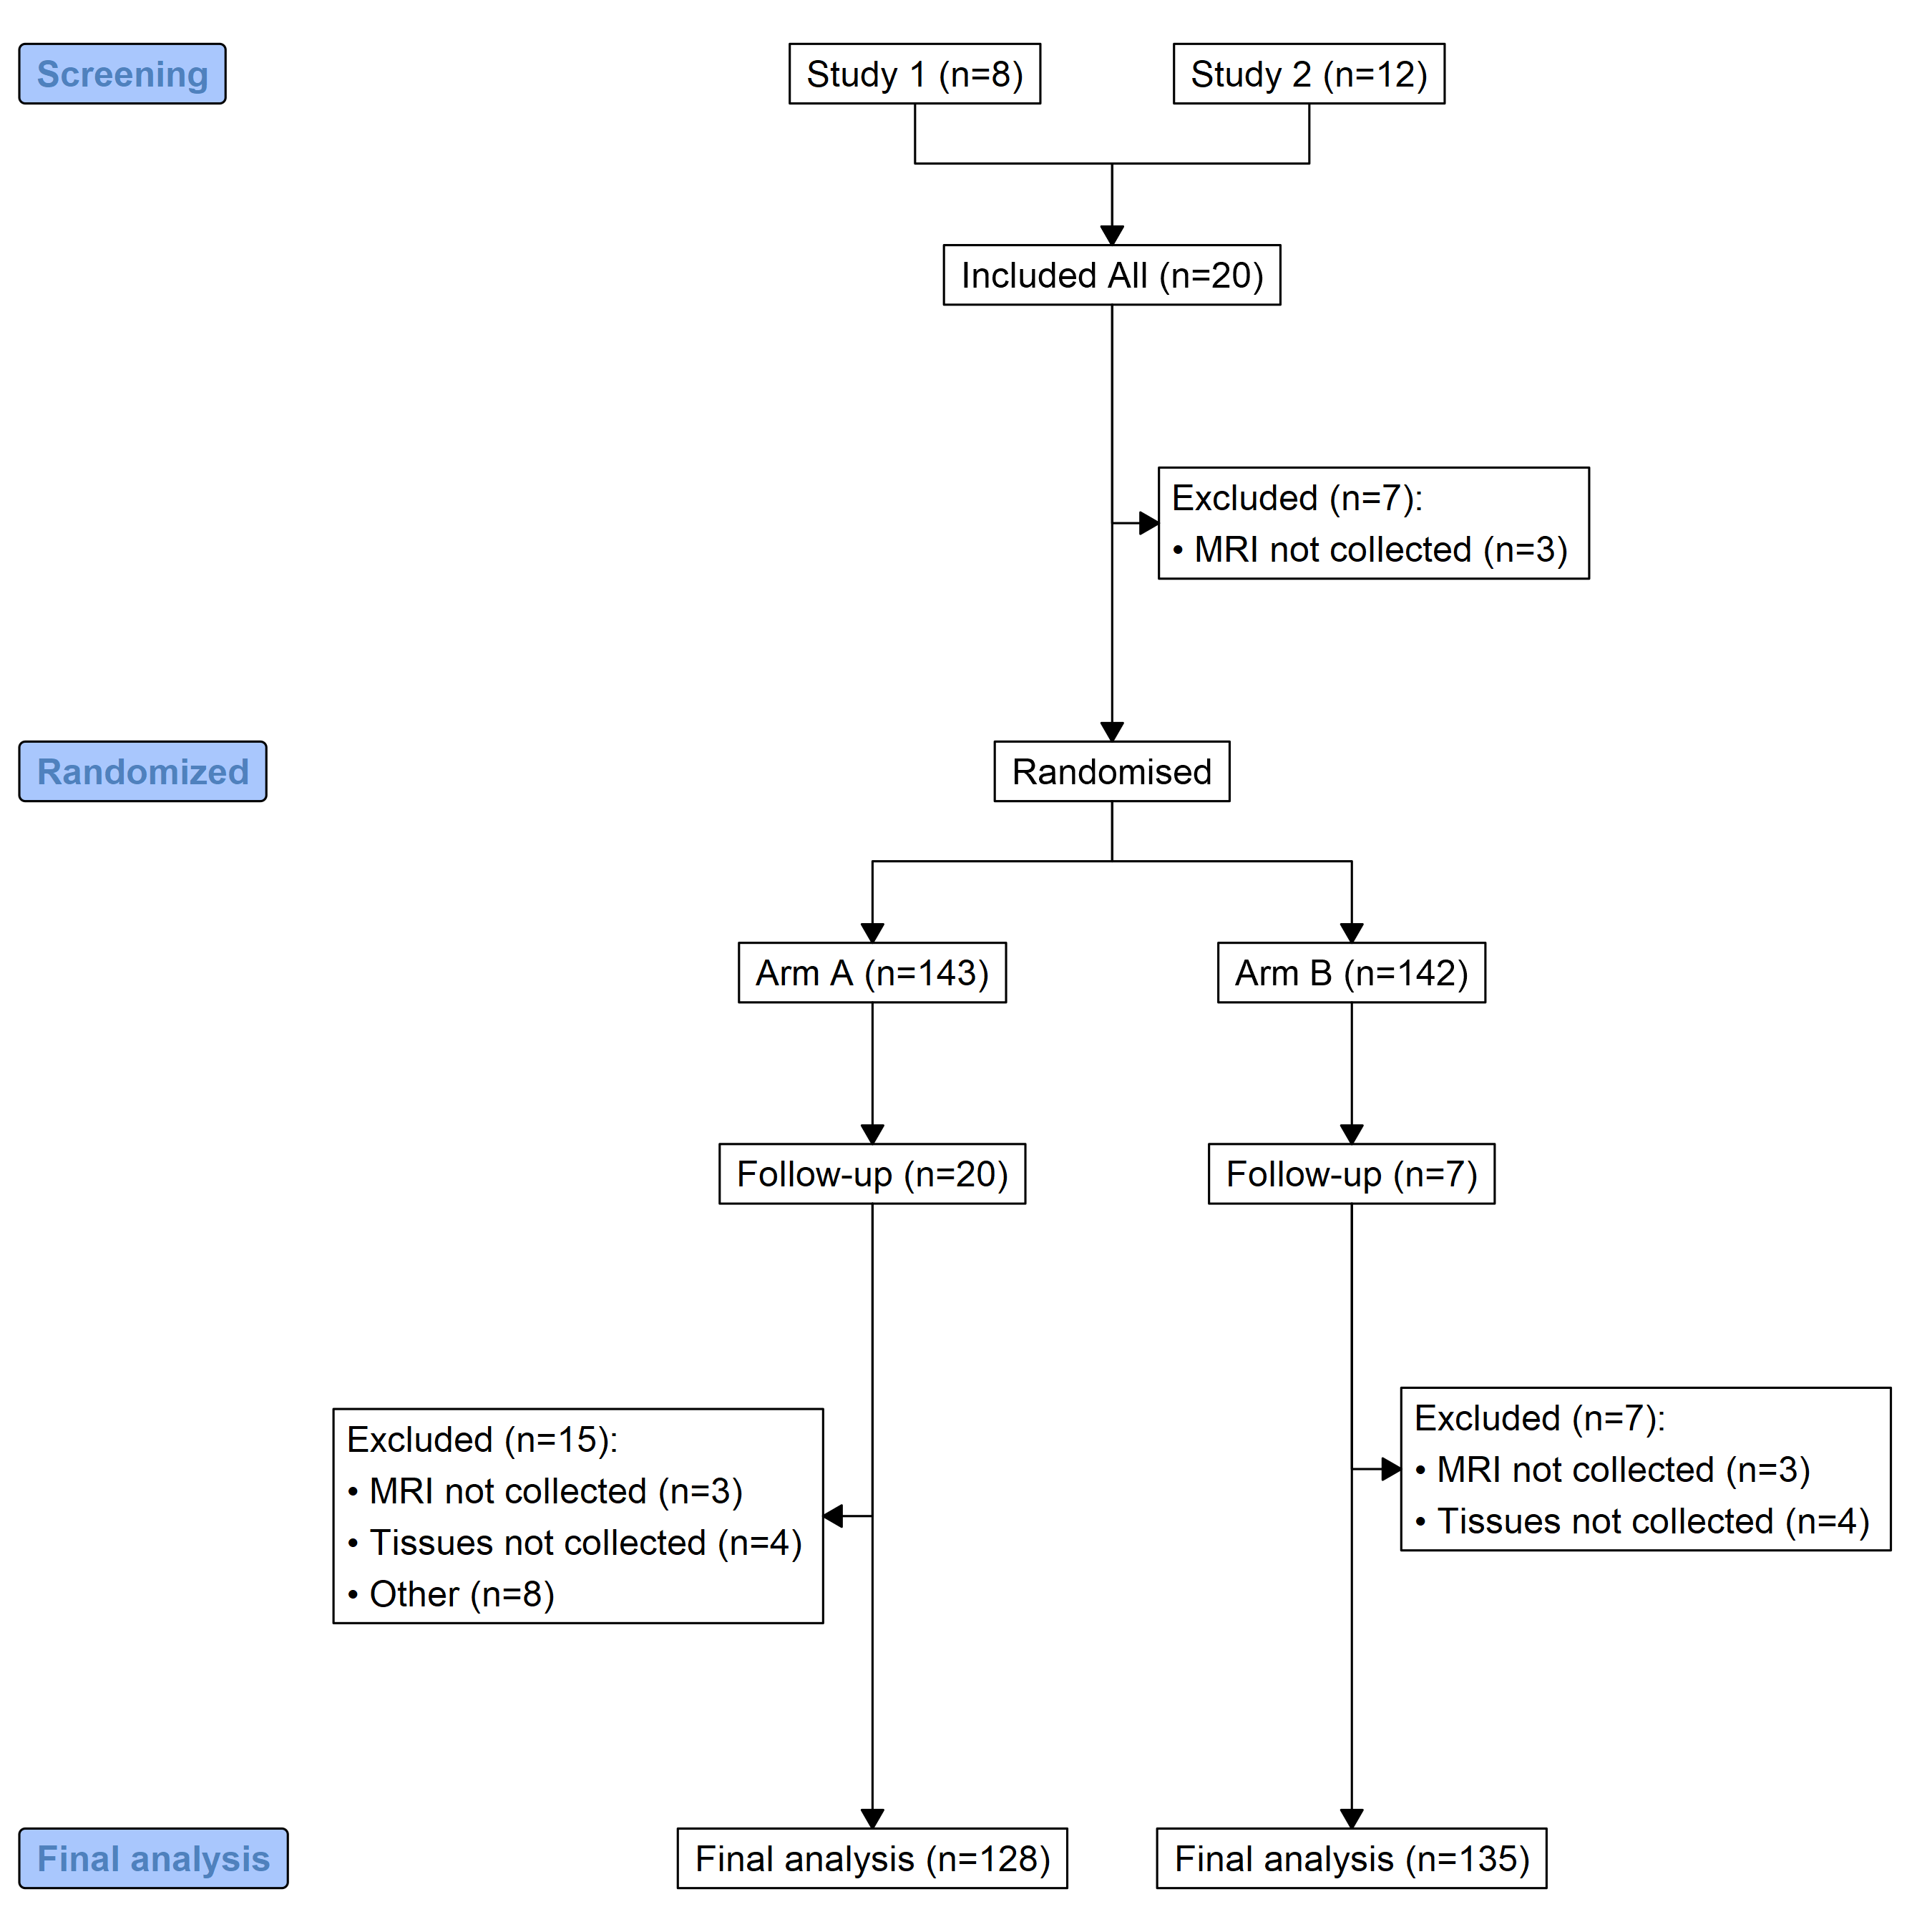 Screening
Study 1 (n=8)
Study 2 (n=12)
Included All (n=20)
Excluded (n=7):
• MRI not collected (n=3)
Randomized
Randomised
Arm A (n=143)
Arm B (n=142)
Follow-up (n=20)
Follow-up (n=7)
Excluded (n=15):
• MRI not collected (n=3)
• Tissues not collected (n=4)
• Other (n=8)
Excluded (n=7):
• MRI not collected (n=3)
• Tissues not collected (n=4)
Final analysis
Final analysis (n=128)
Final analysis (n=135)